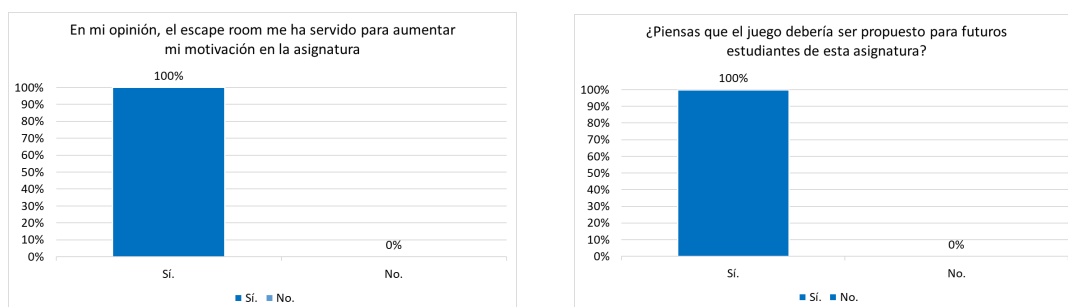 En mi opinión, el escape room me ha servido para aumentar
mi motivación en la asignatura
100%
100%
90%
80%
70%
60%
50%
40%
30%
20%
10%
0%
0%
Sí.
No.
Sí. No.
¿Piensas que el juego debería ser propuesto para futuros
estudiantes de esta asignatura?
100%
100%
90%
80%
70%
60%
50%
40%
30%
20%
10%
0%
0%
Sí.
No.
Sí. No.